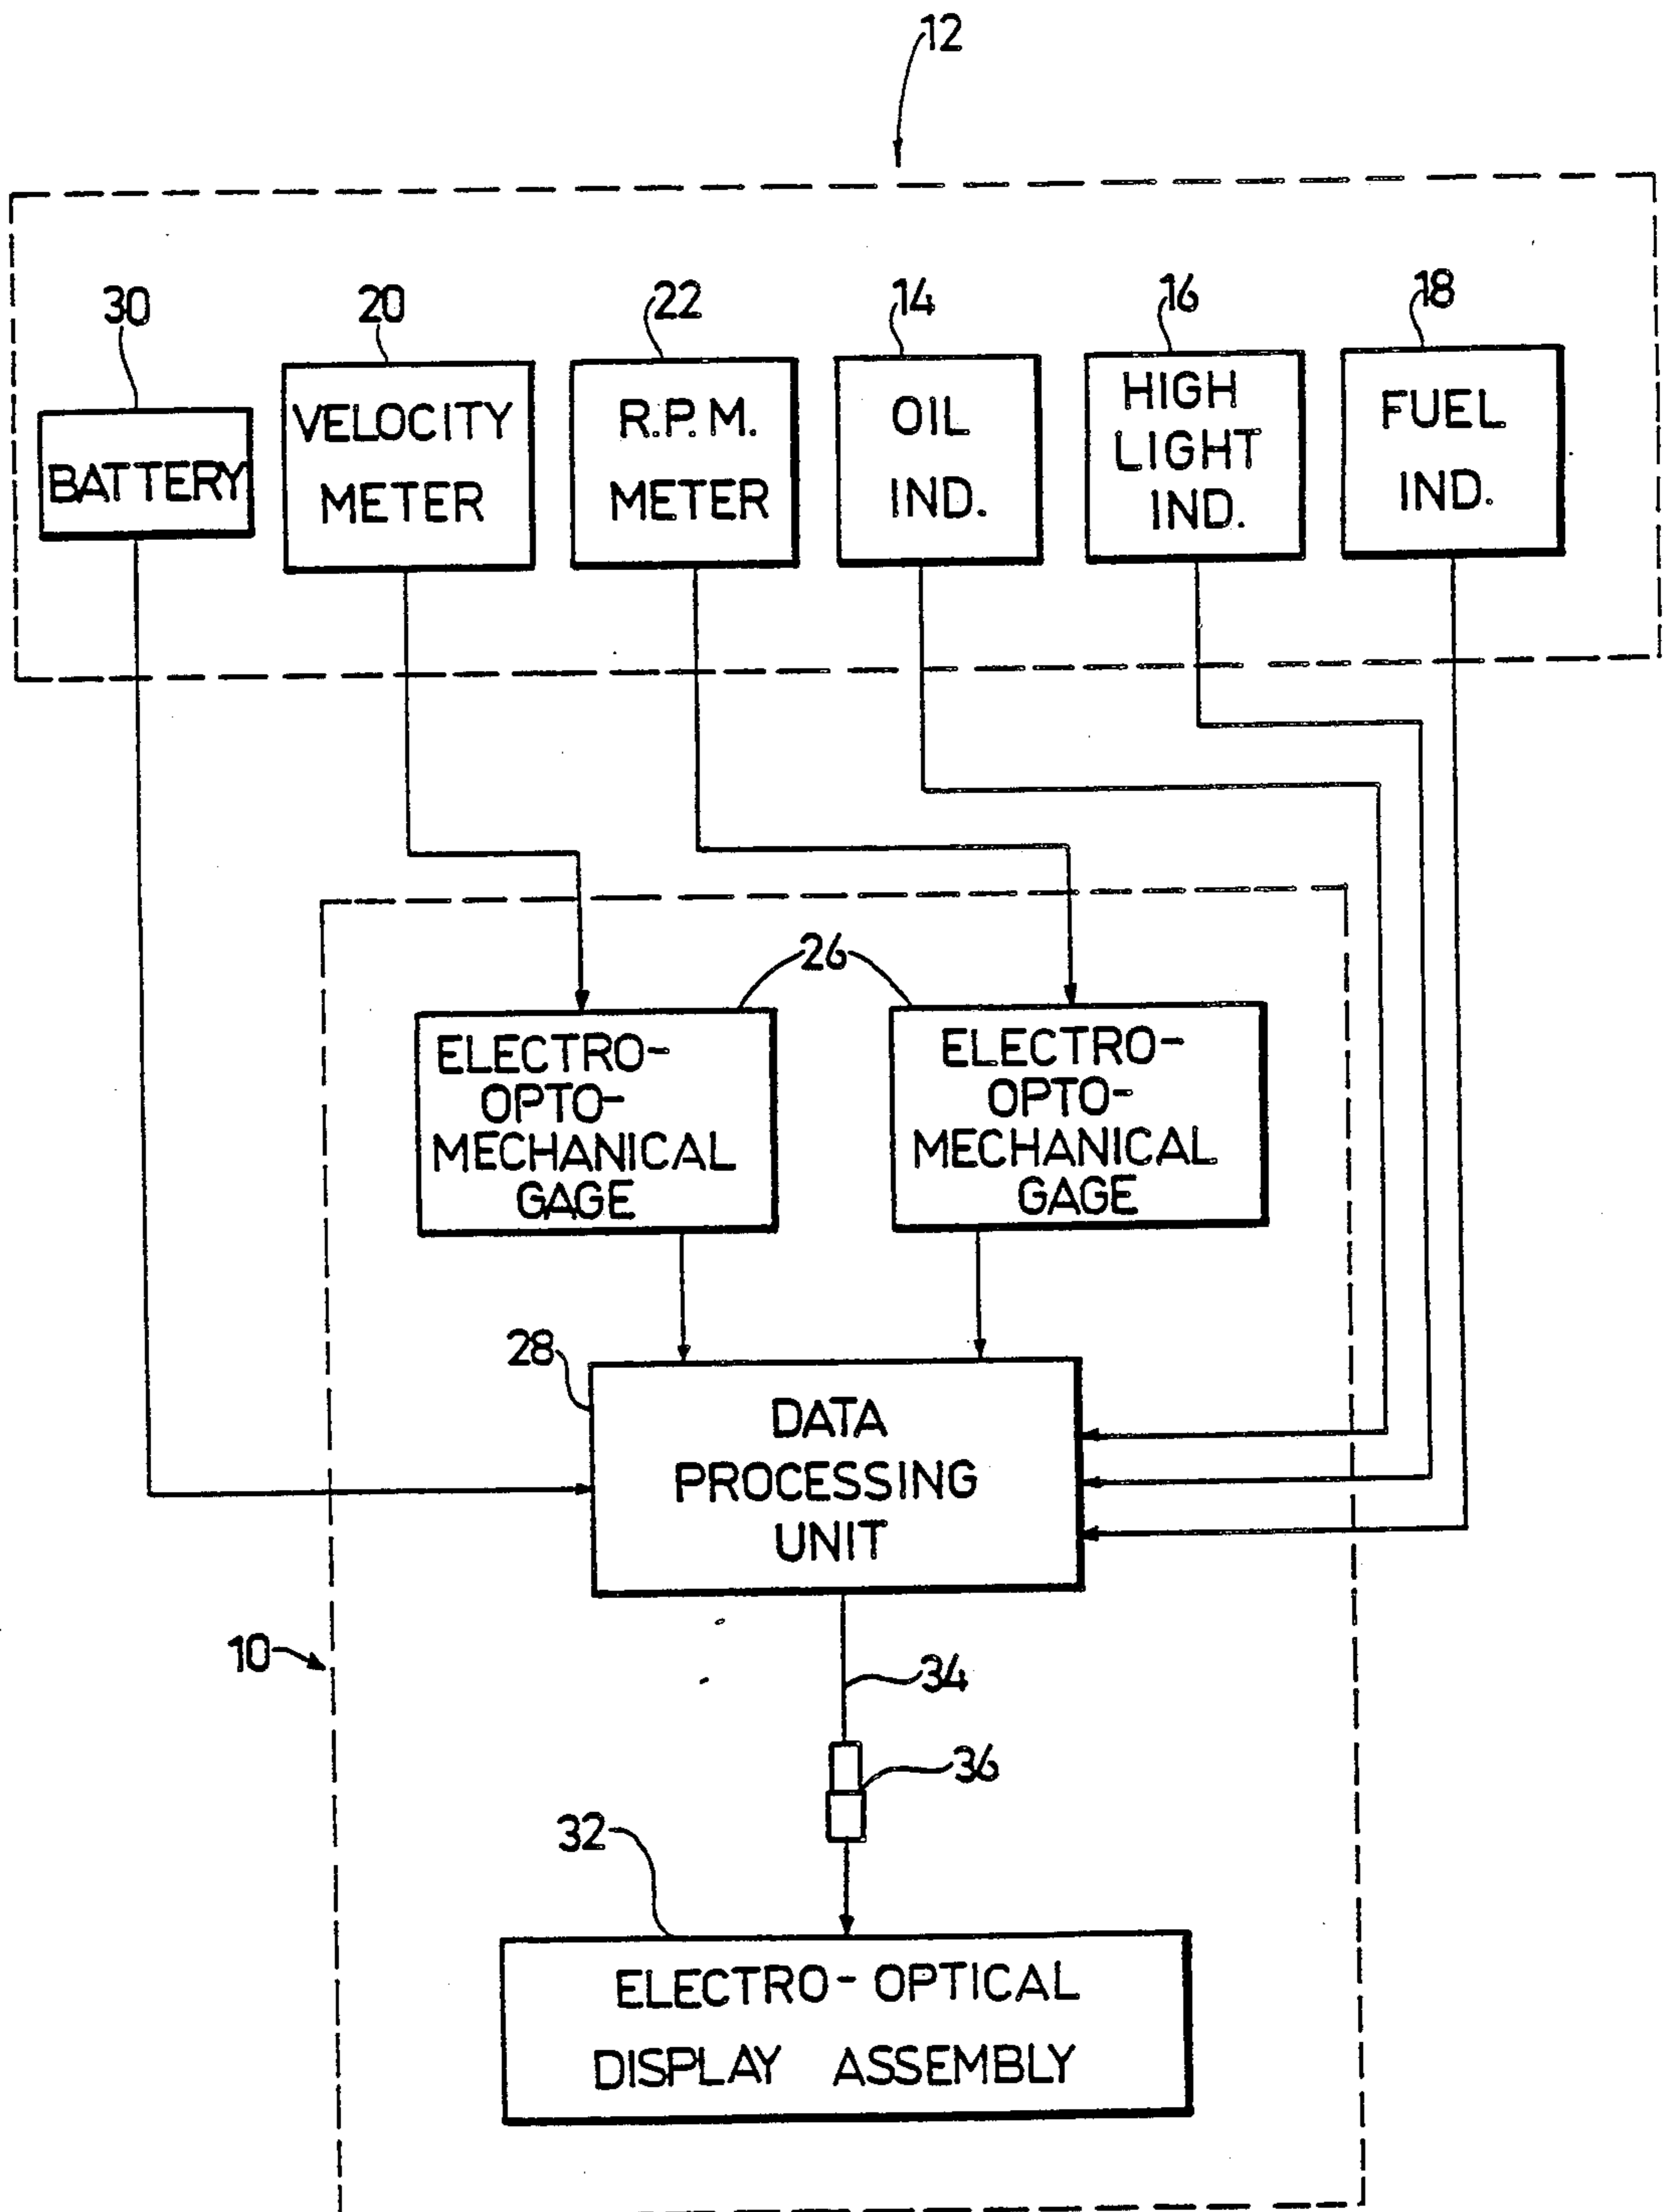 12
30
20
22
14
16
18
BATTERY
VELOCITY
METER
R.P.M.
METER
OIL
IND.
HIGH
LIGHT
IND.
FUEL
IND.
26
ELECTRO-
OPTO-
MECHANICAL
GAGE
ELECTRO-
OPTO-
MECHANICAL
GAGE
28
DATA
PROCESSING
UNIT
10
34
36
32
ELECTRO-OPTICAL
DISPLAY ASSEMBLY